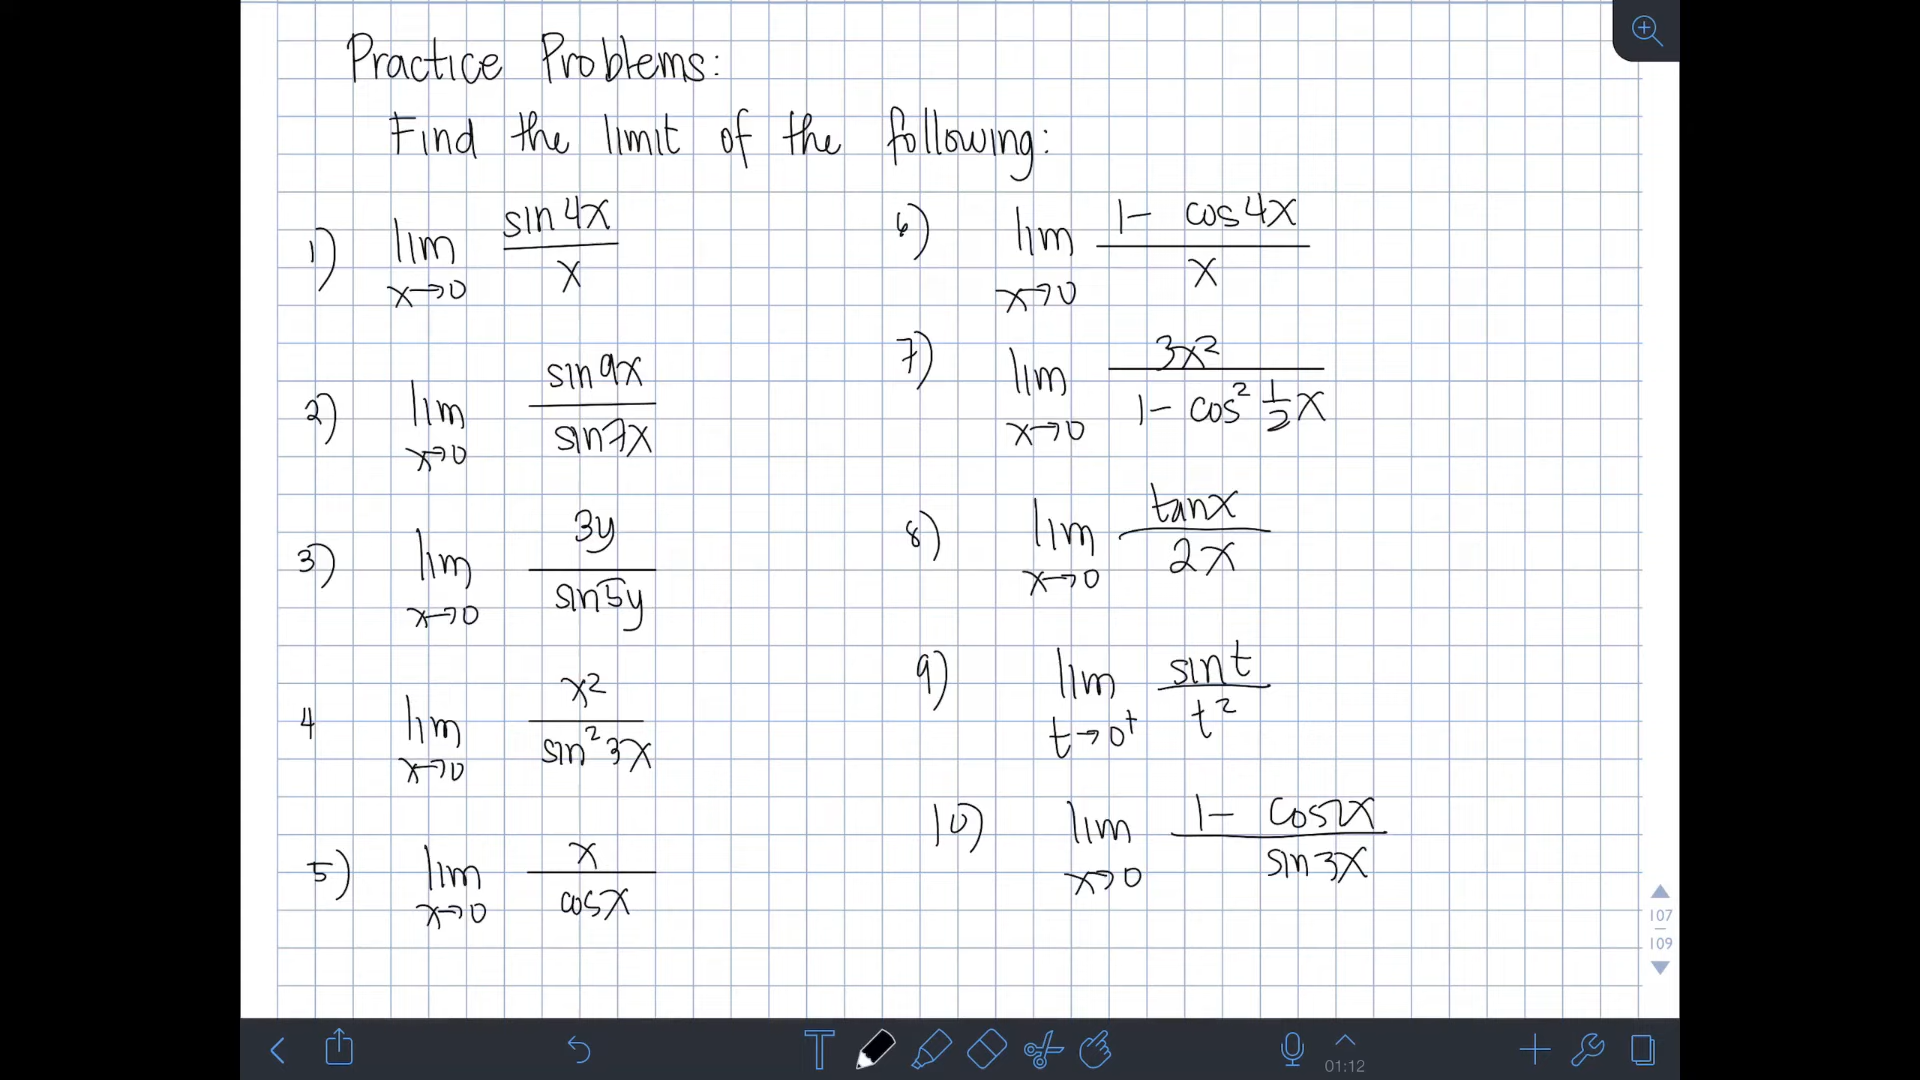 Practice Problems:
Find the limit of the following:
1) lim x→0 sin4x / x
2) lim x→0 sin9x / sin7x
3) lim x→0 3y / sin5y
4 lim x→0 x² / sin²3x
5) lim x→0 x / cosx
6) lim x→0 1- cos4x / x
7) lim x→0 3x² / 1- cos² ½x
8) lim x→0 tanx / 2x
9) lim t→0⁺ sint / t²
10) lim x→0 1- cos2x / sin3x
107
109
T
01:12